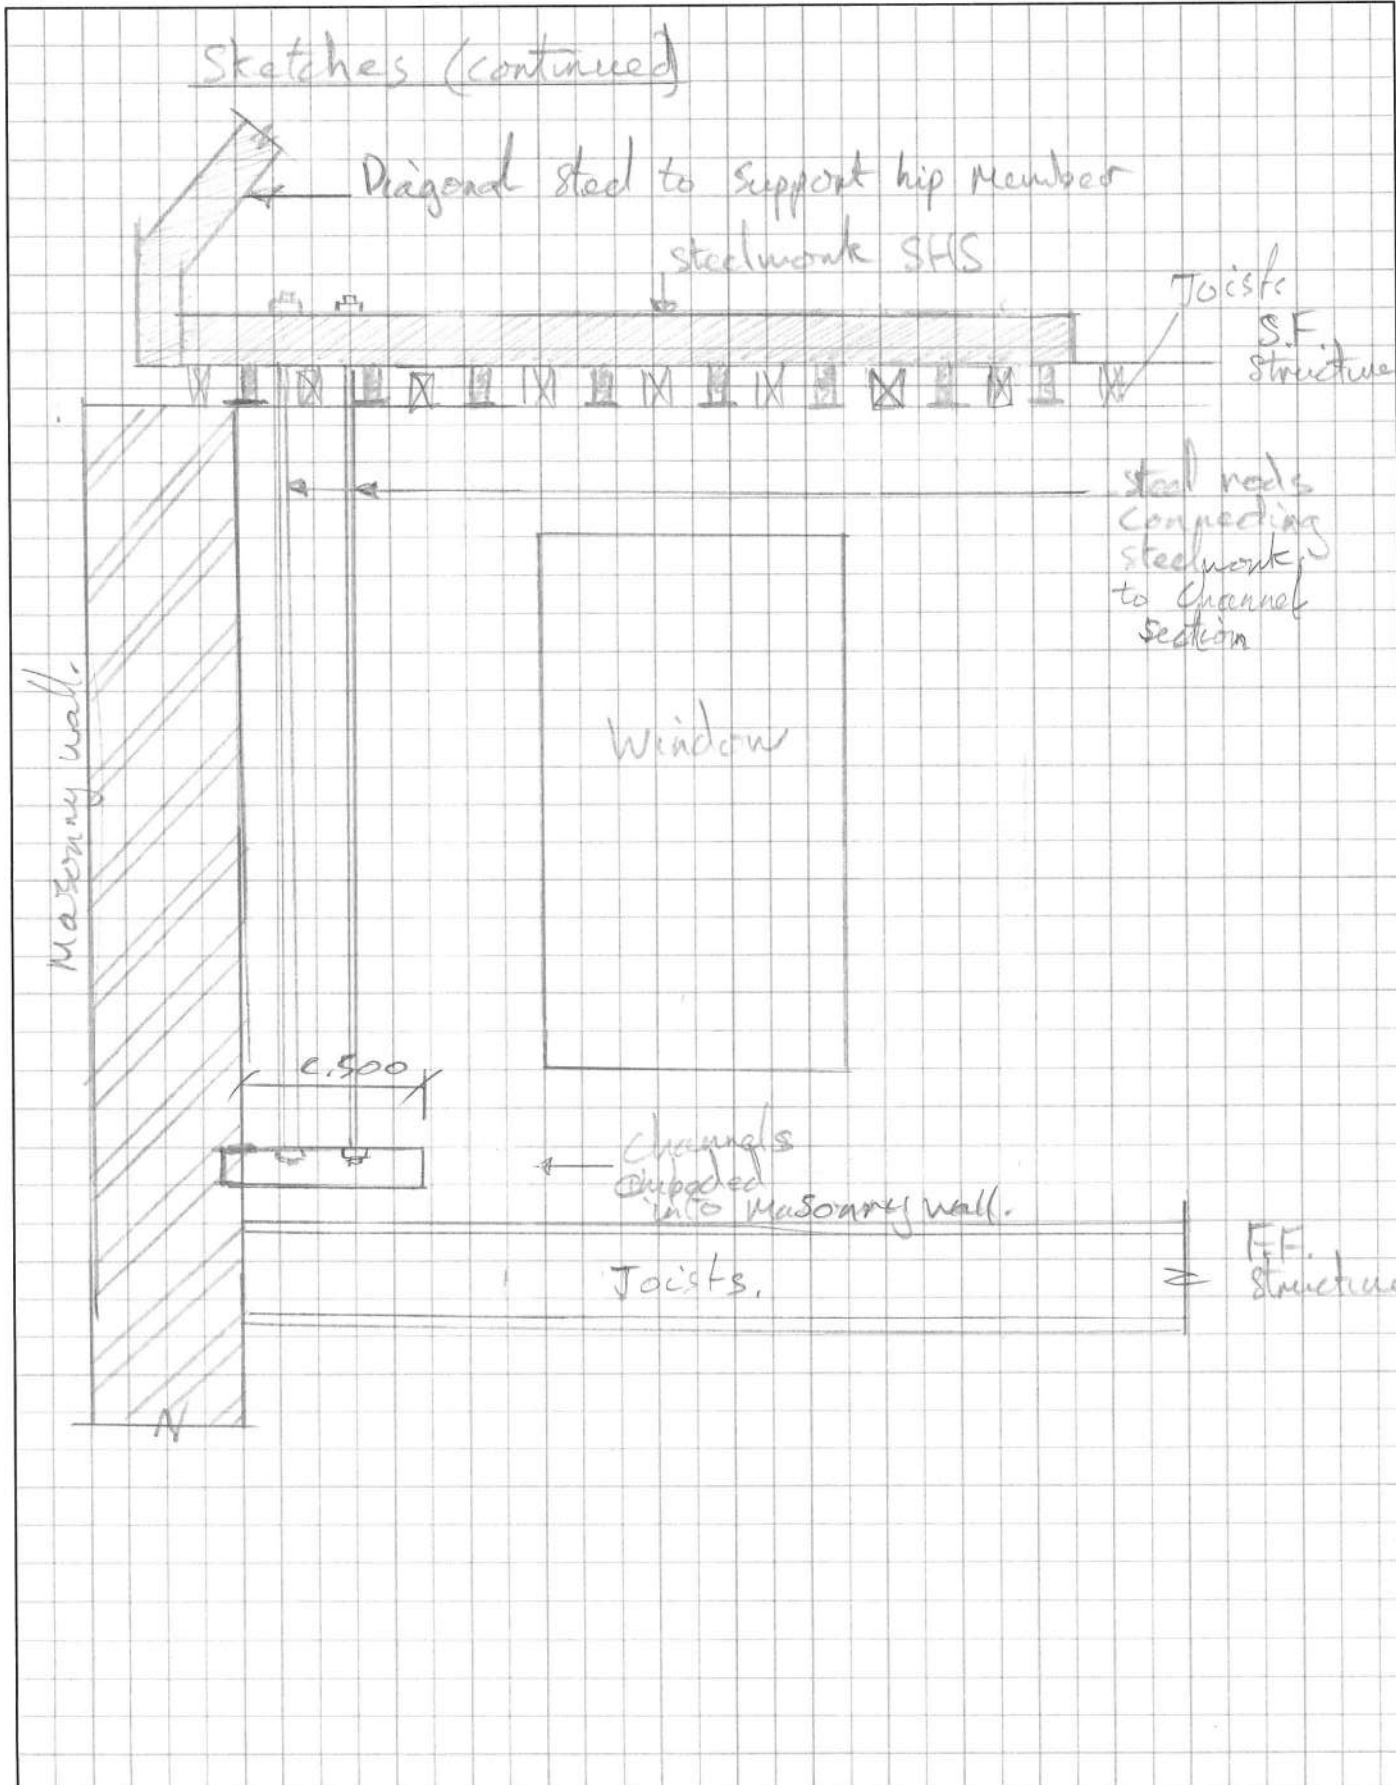 Sketches (continued)
Diagonal steel to support hip member
steelwork SHS
Joists
S.F.
Structure
steel rods
connecting
steelwork
to Channel
Section
Window
Masonry wall.
c.500
Channels
embeded
into masonry wall.
Joists.
F.F.
Structure
N